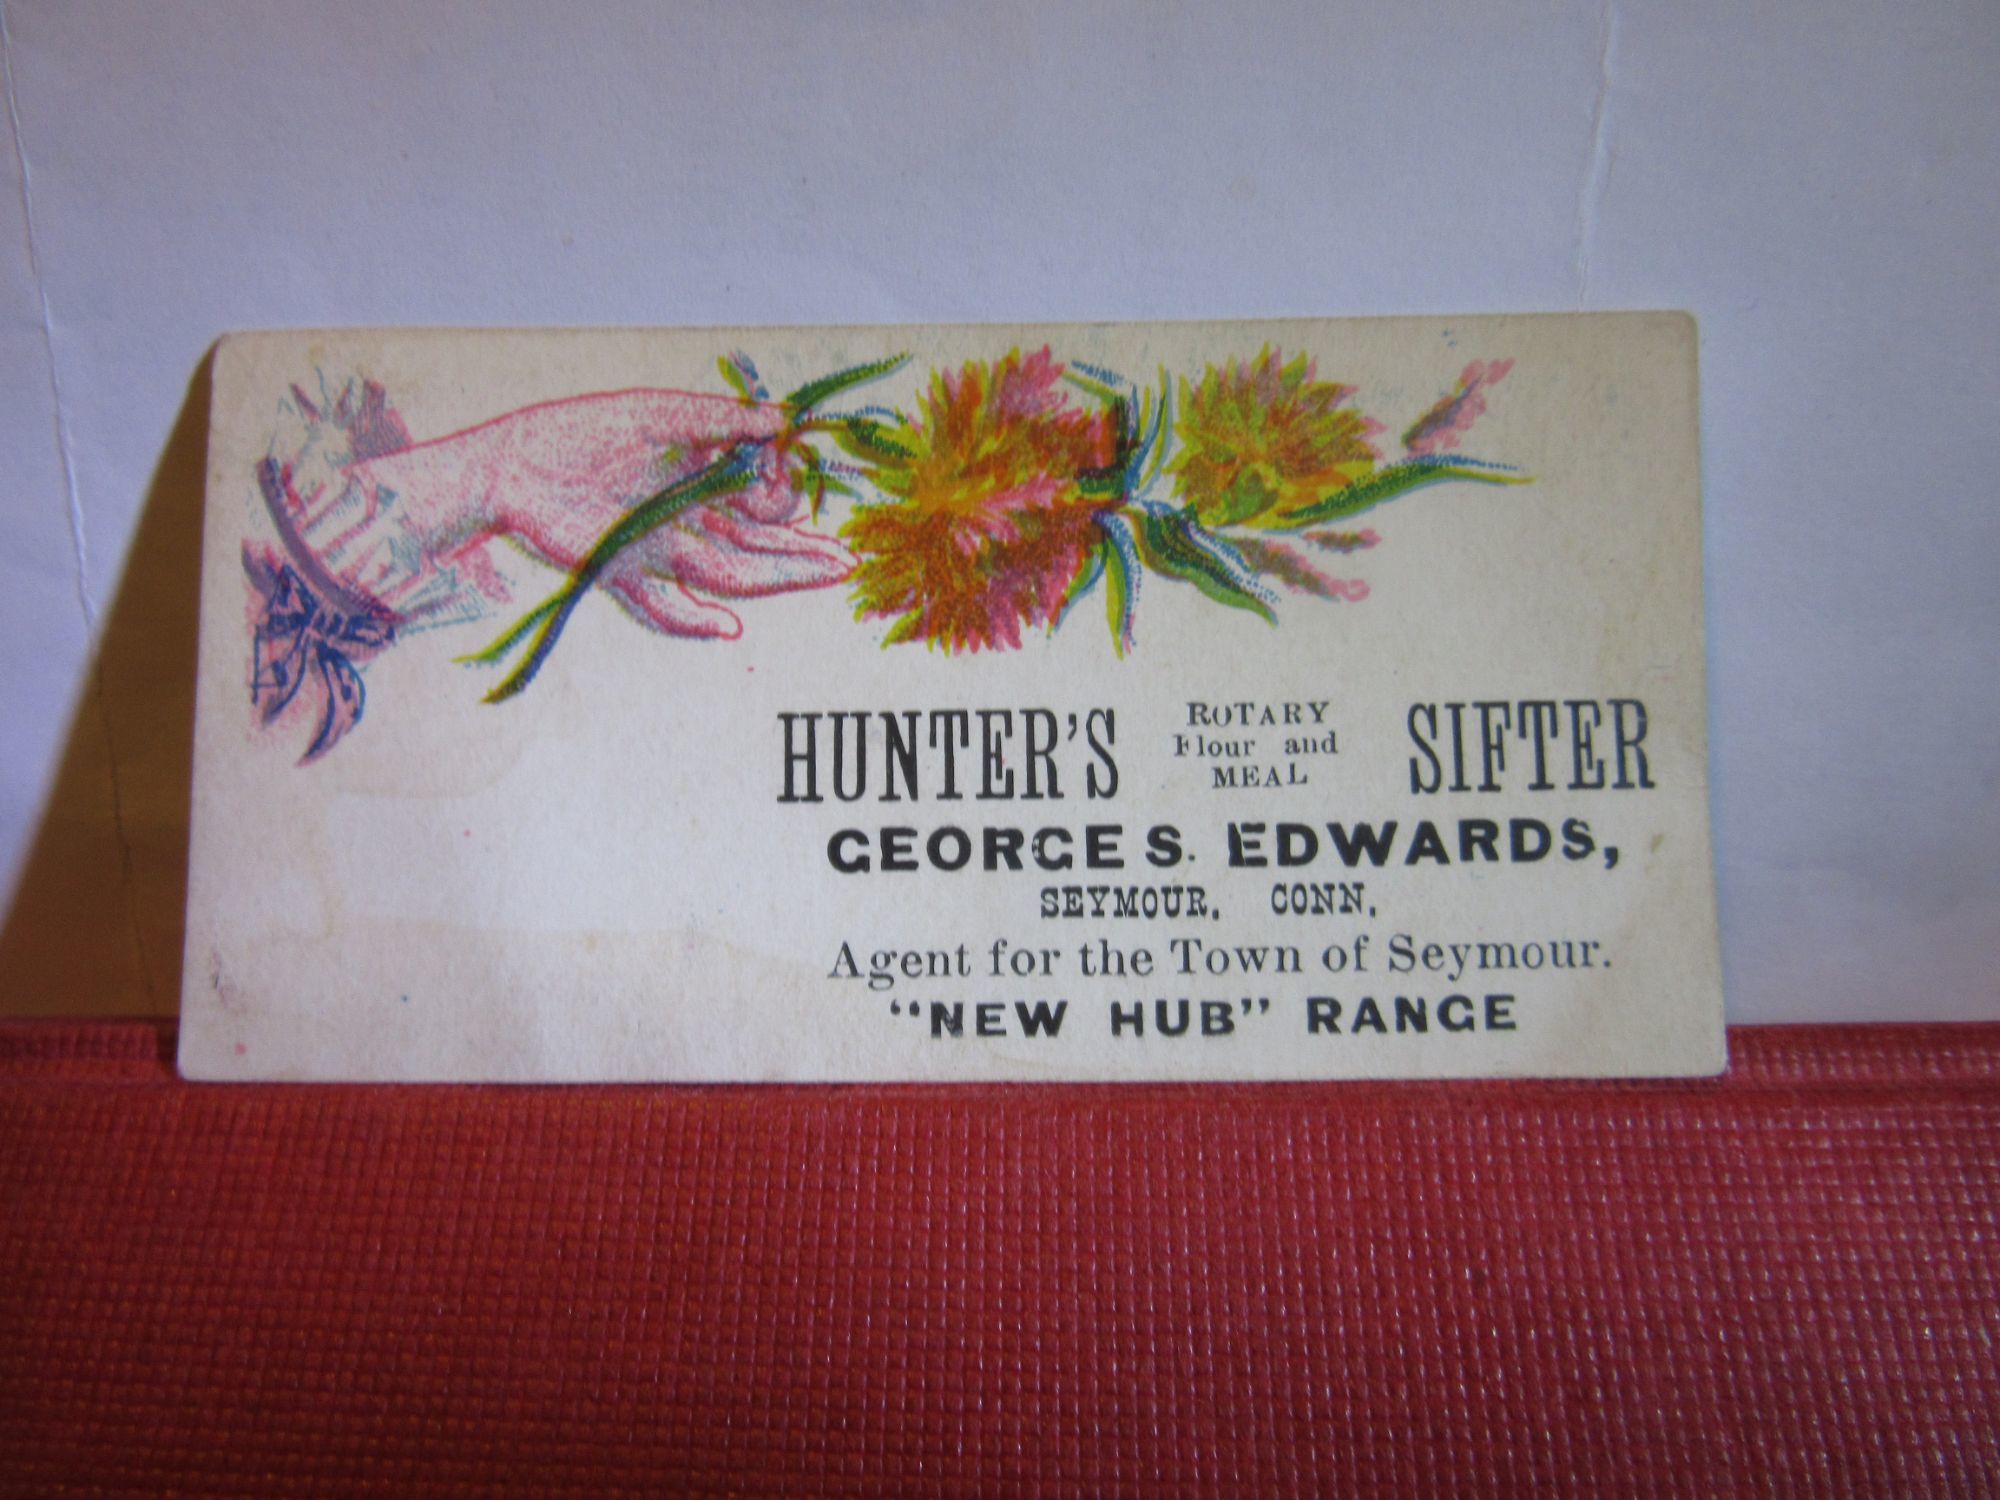 HUNTER'S ROTARY Flour and MEAL SIFTER
GEORGE S. EDWARDS,
SEYMOUR, CONN.
Agent for the Town of Seymour.
"NEW HUB" RANGE